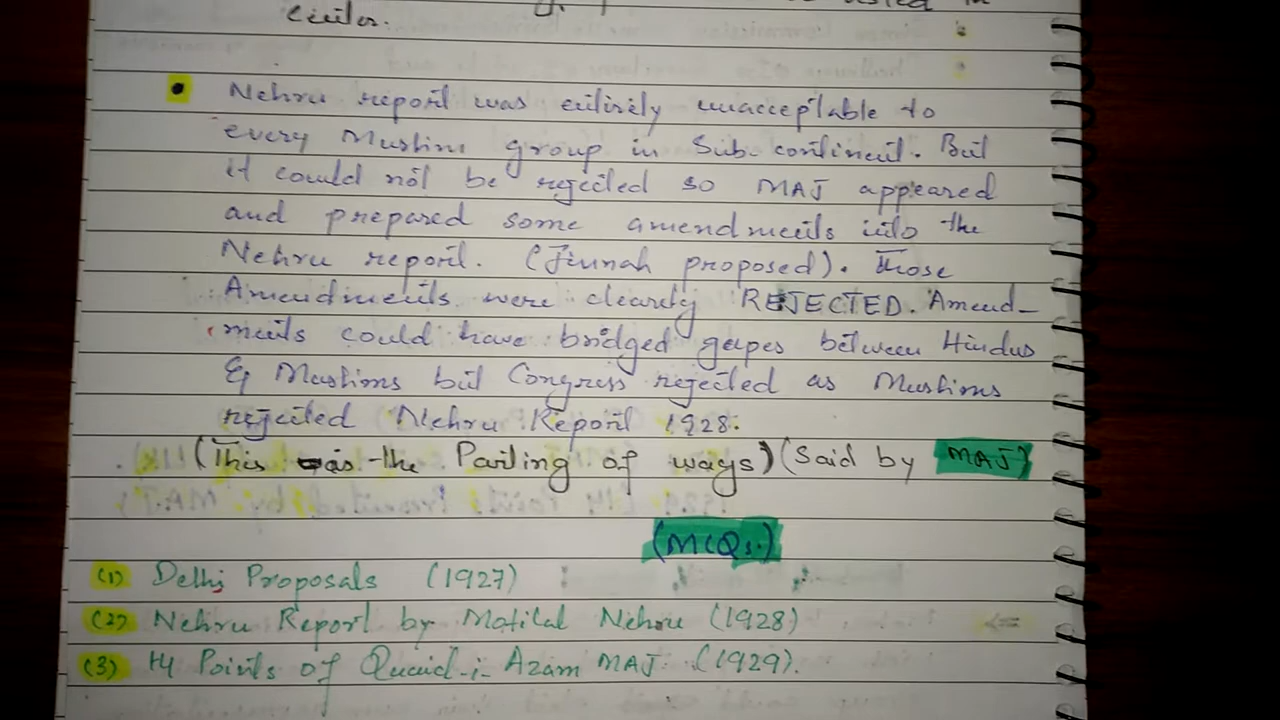 in
center.
Nehru report was entirely unacceptable to
every Muslim group in Sub-continent. But
it could not be rejected so MAJ appeared
and prepared some amendments into the
Nehru report. (Jinnah proposed). Those
Amendments were clearly REJECTED. Amend-
ments could have bridged gapes between Hindus
& Muslims but Congress rejected as Muslims
rejected Nehru Report 1928.
(This was the Parting of ways) (Said by MAJ)
(MCQs.)
(1) Delhi Proposals (1927)
(2) Nehru Report by Motilal Nehru (1928)
(3) 14 Points of Quaid-i-Azam MAJ. (1929).